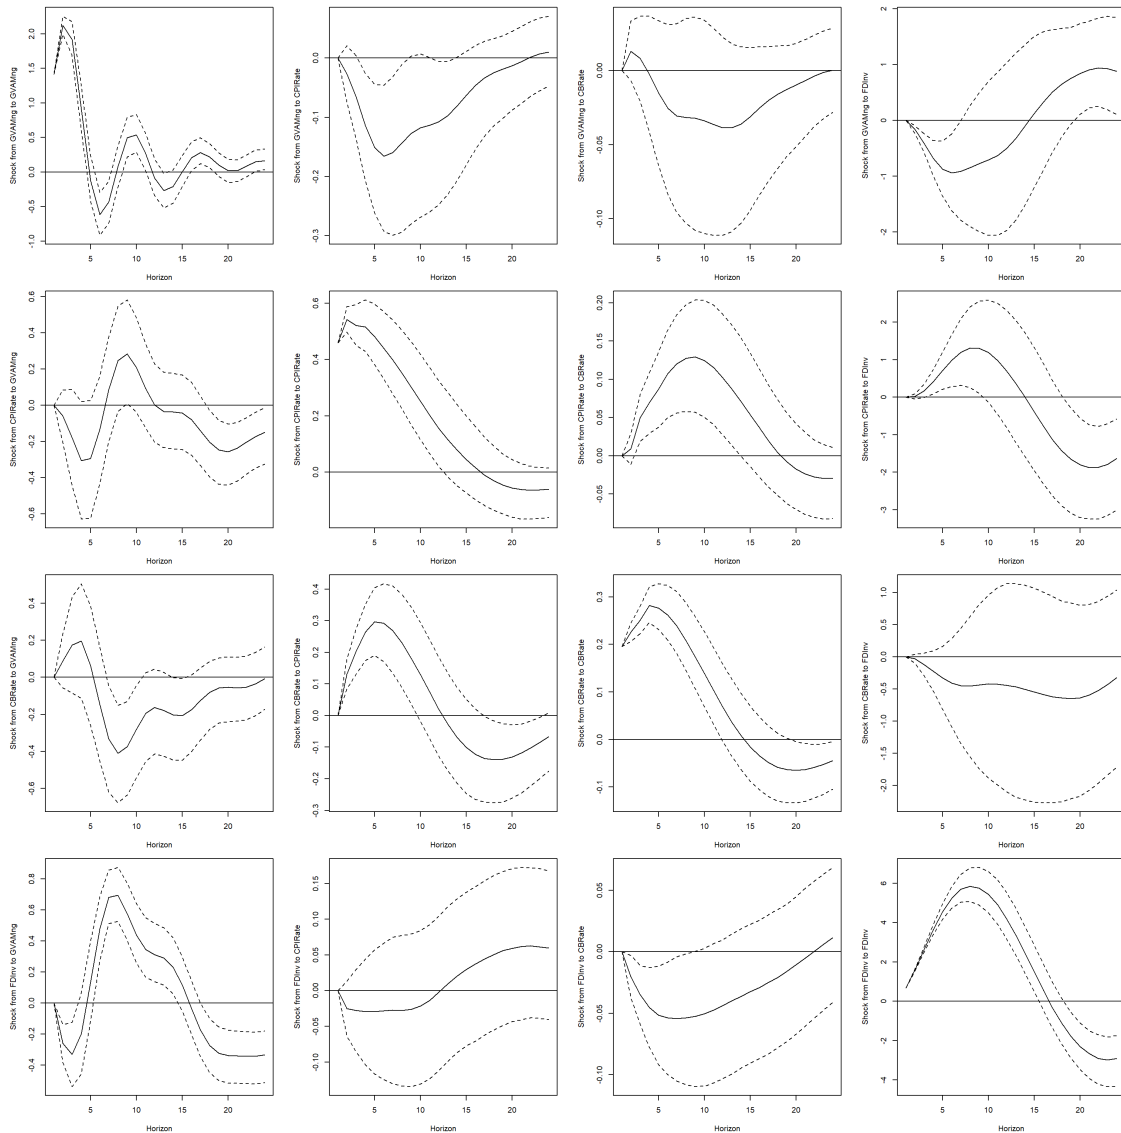 Shock from GVAMng to GVAMng
2.0
1.5
1.0
0.5
0.0
-0.5
-1.0
5 10 15 20
Horizon
Shock from GVAMng to CPIRate
0.0
-0.1
-0.2
-0.3
5 10 15 20
Horizon
Shock from GVAMng to CBRate
0.00
-0.05
-0.10
5 10 15 20
Horizon
Shock from GVAMng to FDInv
2
1
0
-1
-2
5 10 15 20
Horizon
Shock from CPIRate to GVAMng
0.6
0.4
0.2
0.0
-0.2
-0.4
-0.6
5 10 15 20
Horizon
Shock from CPIRate to CPIRate
0.6
0.4
0.2
0.0
5 10 15 20
Horizon
Shock from CPIRate to CBRate
0.20
0.15
0.10
0.05
0.00
-0.05
5 10 15 20
Horizon
Shock from CPIRate to FDInv
2
1
0
-1
-2
-3
5 10 15 20
Horizon
Shock from CBRate to GVAMng
0.4
0.2
0.0
-0.2
-0.4
-0.6
5 10 15 20
Horizon
Shock from CBRate to CPIRate
0.4
0.3
0.2
0.1
0.0
-0.1
-0.2
-0.3
5 10 15 20
Horizon
Shock from CBRate to CBRate
0.3
0.2
0.1
0.0
-0.1
5 10 15 20
Horizon
Shock from CBRate to FDInv
1.0
0.5
0.0
-0.5
-1.0
-2.0
5 10 15 20
Horizon
Shock from FDInv to GVAMng
0.8
0.6
0.4
0.2
0.0
-0.4
5 10 15 20
Horizon
Shock from FDInv to CPIRate
0.15
0.10
0.05
0.00
-0.10
5 10 15 20
Horizon
Shock from FDInv to CBRate
0.05
0.00
-0.05
-0.10
5 10 15 20
Horizon
Shock from FDInv to FDInv
6
4
2
0
-2
-4
5 10 15 20
Horizon